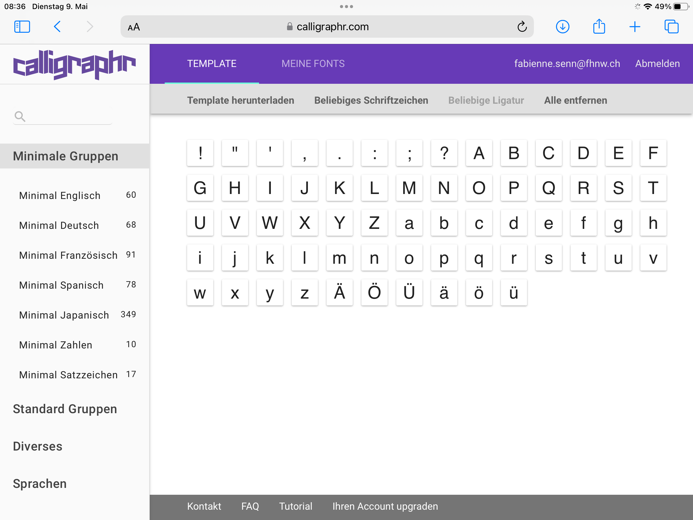 08:36 Dienstag 9. Mai 49%
AA calligraphr.com
calligraphr
TEMPLATE MEINE FONTS fabienne.senn@fhnw.ch Abmelden
Template herunterladen Beliebiges Schriftzeichen Beliebige Ligatur Alle entfernen
Minimale Gruppen
Minimal Englisch 60
Minimal Deutsch 68
Minimal Französisch 91
Minimal Spanisch 78
Minimal Japanisch 349
Minimal Zahlen 10
Minimal Satzzeichen 17
Standard Gruppen
Diverses
Sprachen
! " ' , . : ; ? A B C D E F
G H I J K L M N O P Q R S T
U V W X Y Z a b c d e f g h
i j k l m n o p q r s t u v
w x y z Ä Ö Ü ä ö ü
Kontakt FAQ Tutorial Ihren Account upgraden